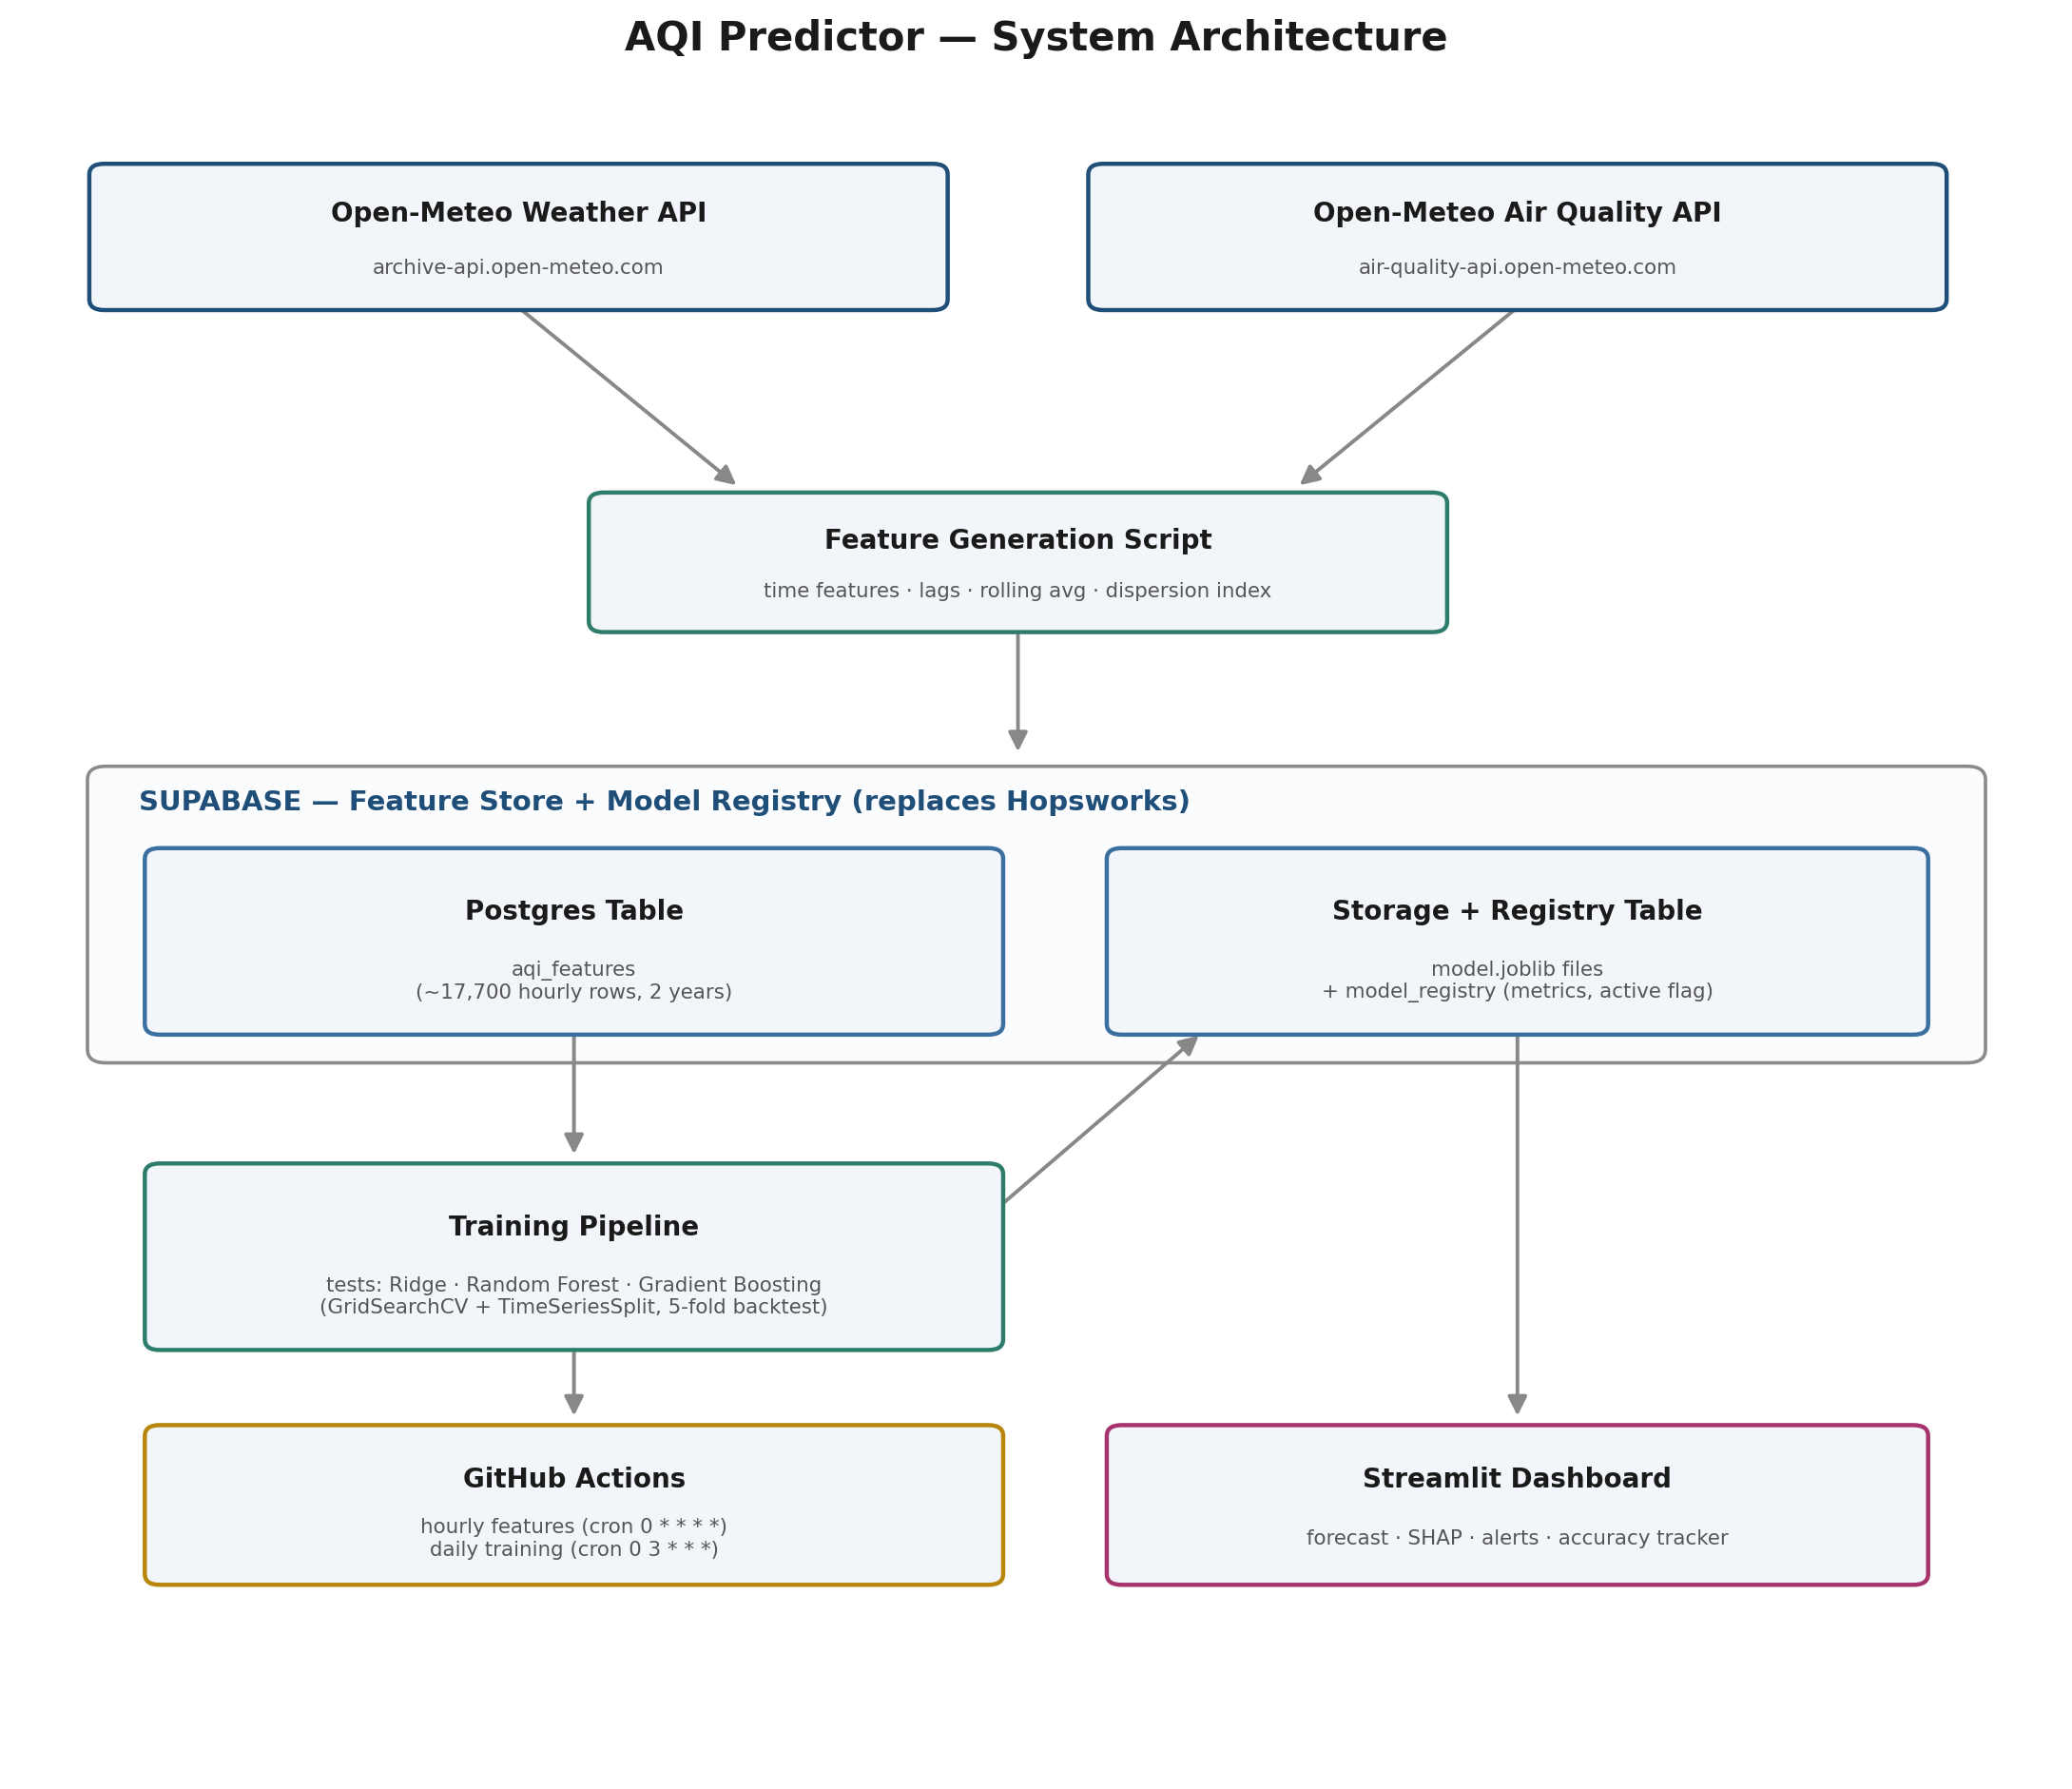 AQI Predictor — System Architecture
Open-Meteo Weather API
archive-api.open-meteo.com
Open-Meteo Air Quality API
air-quality-api.open-meteo.com
Feature Generation Script
time features · lags · rolling avg · dispersion index
SUPABASE — Feature Store + Model Registry (replaces Hopsworks)
Postgres Table
aqi_features
(~17,700 hourly rows, 2 years)
Storage + Registry Table
model.joblib files
+ model_registry (metrics, active flag)
Training Pipeline
tests: Ridge · Random Forest · Gradient Boosting
(GridSearchCV + TimeSeriesSplit, 5-fold backtest)
GitHub Actions
hourly features (cron 0 * * * *)
daily training (cron 0 3 * * *)
Streamlit Dashboard
forecast · SHAP · alerts · accuracy tracker